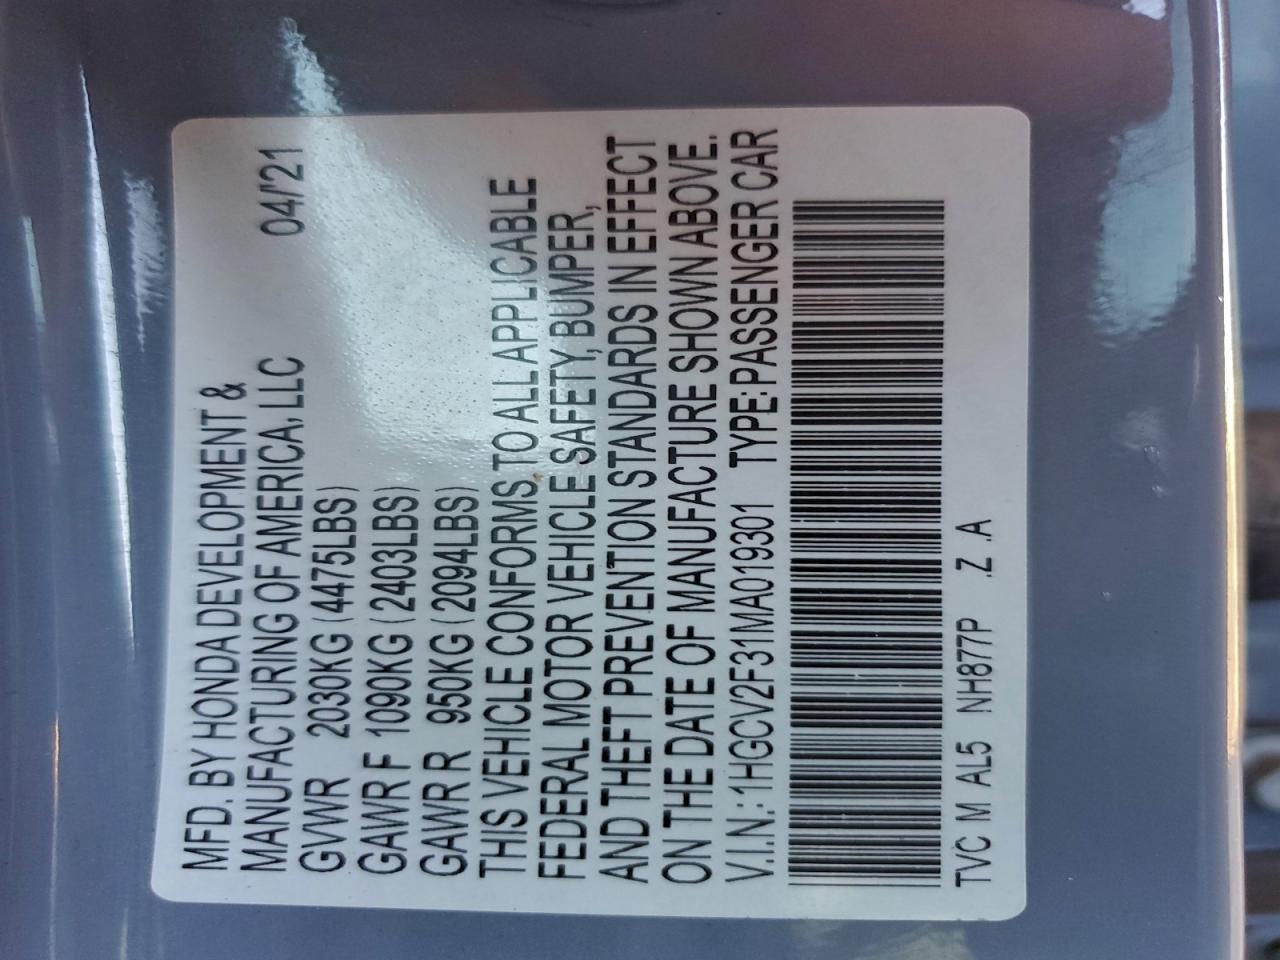 MFD. BY HONDA DEVELOPMENT &
MANUFACTURING OF AMERICA, LLC 04/'21
GVWR 2030KG (4475LBS)
GAWR F 1090KG (2403LBS)
GAWR R 950KG (2094LBS)
THIS VEHICLE CONFORMS TO ALL APPLICABLE
FEDERAL MOTOR VEHICLE SAFETY, BUMPER,
AND THEFT PREVENTION STANDARDS IN EFFECT
ON THE DATE OF MANUFACTURE SHOWN ABOVE.
V.I.N.: 1HGCV2F31MA019301 TYPE:PASSENGER CAR
TVC M AL5 NH877P .Z .A